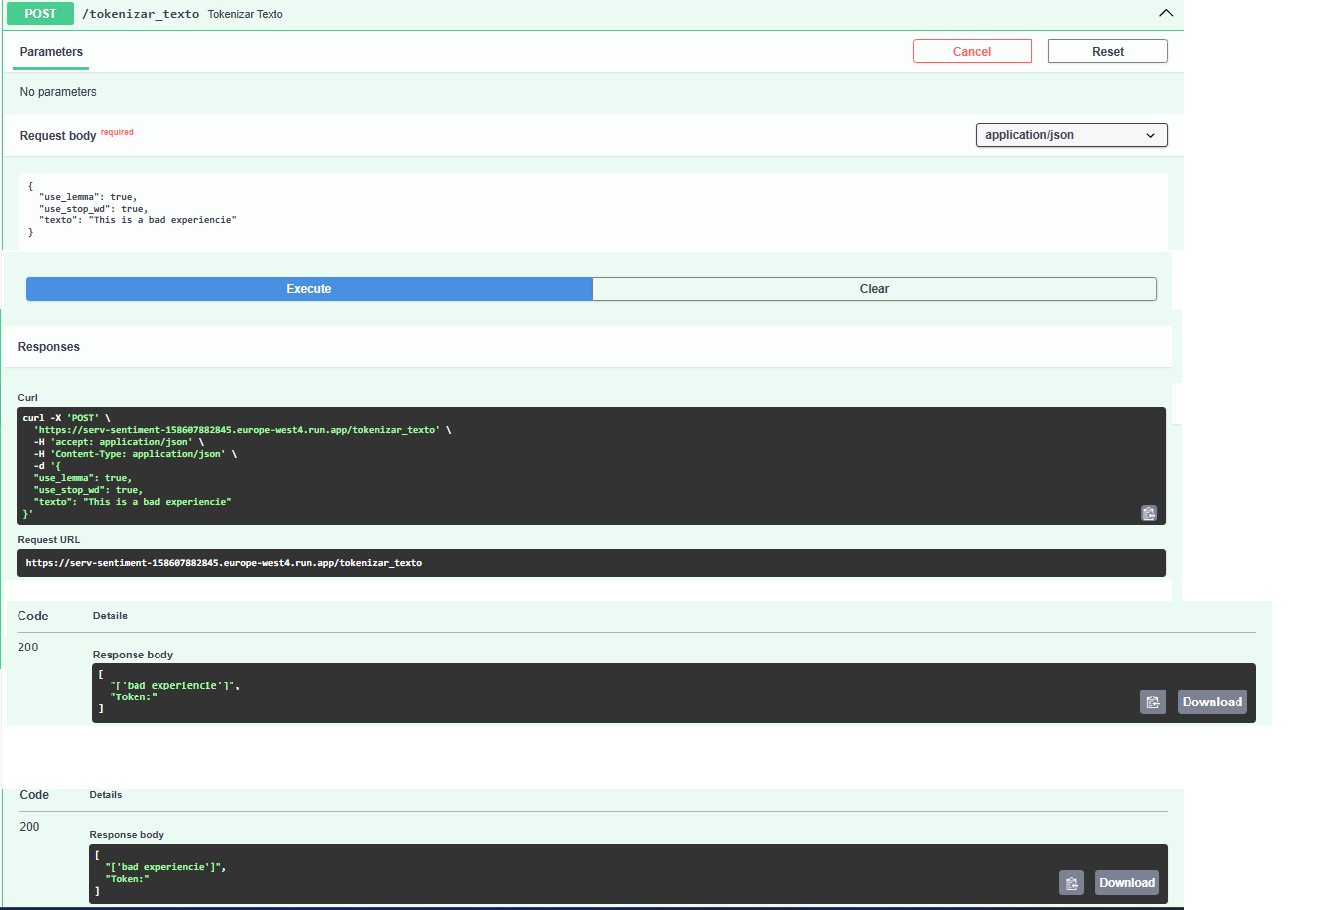 POST /tokenizar_texto Tokenizar Texto
Parameters
Cancel
Reset
No parameters
Request body required
application/json
{
"use_lemma": true,
"use_stop_wd": true,
"texto": "This is a bad experiencie"
}
Execute
Clear
Responses
Curl
curl -X 'POST' \
'https://serv-sentiment-158607882845.europe-west4.run.app/tokenizar_texto' \
-H 'accept: application/json' \
-H 'Content-Type: application/json' \
-d '{
"use_lemma": true,
"use_stop_wd": true,
"texto": "This is a bad experiencie"
}'
Request URL
https://serv-sentiment-158607882845.europe-west4.run.app/tokenizar_texto
Code Details
200
Response body
[
"['bad experiencie']",
"Token:"
]
Download
Code Details
200
Response body
[
"['bad experiencie']",
"Token:"
]
Download